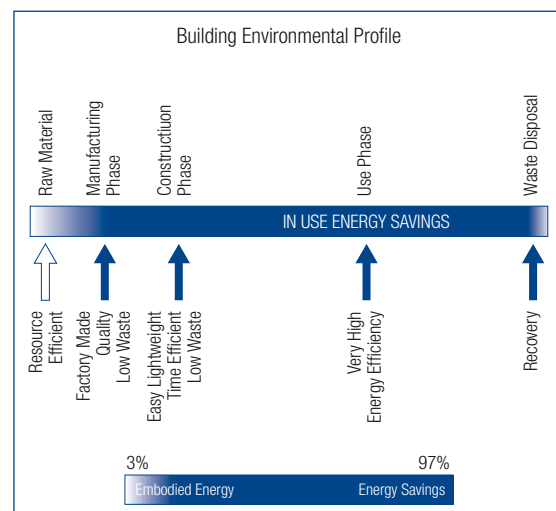 Building Environmental Profile
Raw Material
Manufacturing
Phase
Constructiuon
Phase
Use Phase
Waste Disposal
IN USE ENERGY SAVINGS
Resource
Efficient
Factory Made
Quality
Low Waste
Easy Lightweight
Time Efficient
Low Waste
Very High
Energy Efficiency
Recovery
3%
97%
Embodied Energy
Energy Savings